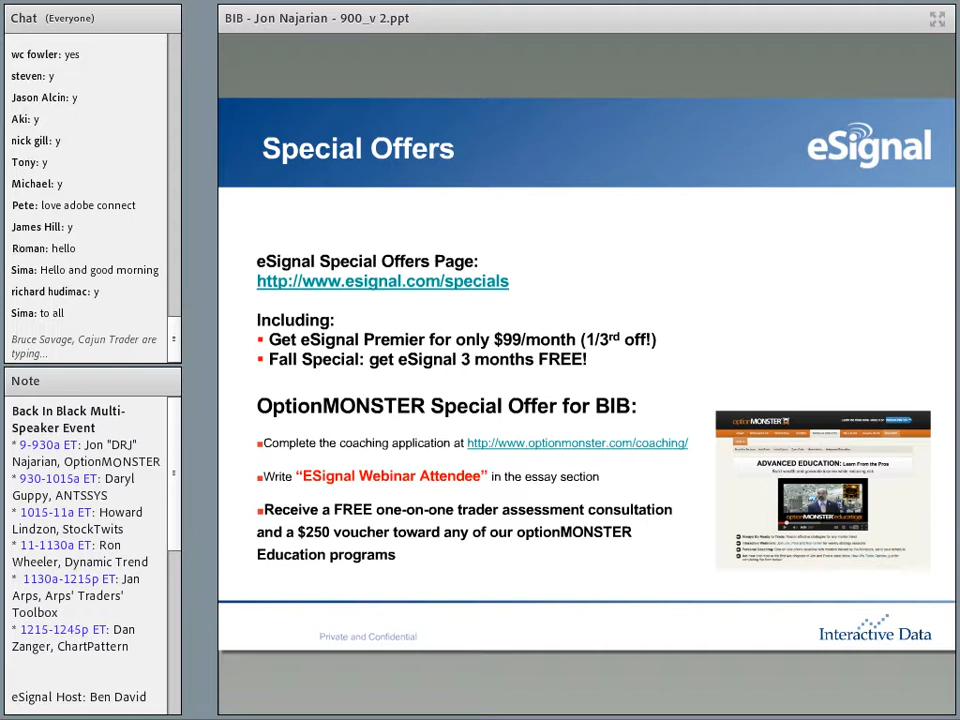 Chat (Everyone)
wc fowler: yes
steven: y
Jason Alcin: y
Aki: y
nick gill: y
Tony: y
Michael: y
Pete: love adobe connect
James Hill: y
Roman: hello
Sima: Hello and good morning
richard hudimac: y
Sima: to all
Bruce Savage, Cajun Trader are
typing...
Note
Back In Black Multi-
Speaker Event
* 9-930a ET: Jon "DRJ"
Najarian, OptionMONSTER
* 930-1015a ET: Daryl
Guppy, ANTSSYS
* 1015-11a ET: Howard
Lindzon, StockTwits
* 11-1130a ET: Ron
Wheeler, Dynamic Trend
* 1130a-1215p ET: Jan
Arps, Arps' Traders'
Toolbox
* 1215-1245p ET: Dan
Zanger, ChartPattern
eSignal Host: Ben David
BIB - Jon Najarian - 900_v 2.ppt
Special Offers
eSignal
eSignal Special Offers Page:
http://www.esignal.com/specials
Including:
▪ Get eSignal Premier for only $99/month (1/3rd off!)
▪ Fall Special: get eSignal 3 months FREE!
OptionMONSTER Special Offer for BIB:
▪Complete the coaching application at http://www.optionmonster.com/coaching/
▪Write “ESignal Webinar Attendee” in the essay section
▪Receive a FREE one-on-one trader assessment consultation
and a $250 voucher toward any of our optionMONSTER
Education programs
optionMONSTER
ADVANCED EDUCATION: Learn From the Pros
optionMONSTEReducation
Private and Confidential
Interactive Data